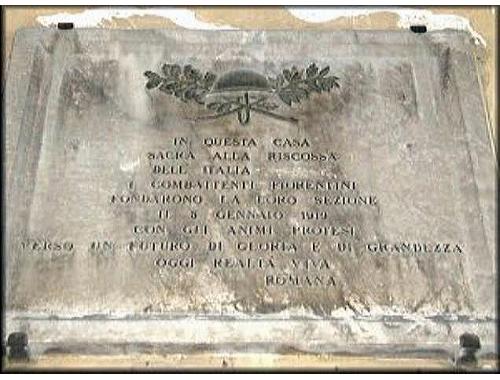 IN QUESTA CASA
SACRA ALLA RISCOSSA
DELL ITALIA
I COMBATTENTI FIORENTINI
FONDARONO LA LORO SEZIONE
IL 8 GENNAIO 1919
CON GLI ANIMI PROTESI
VERSO UN FUTURO DI GLORIA E DI GRANDEZZA
OGGI REALTÀ VIVA
ROMANA